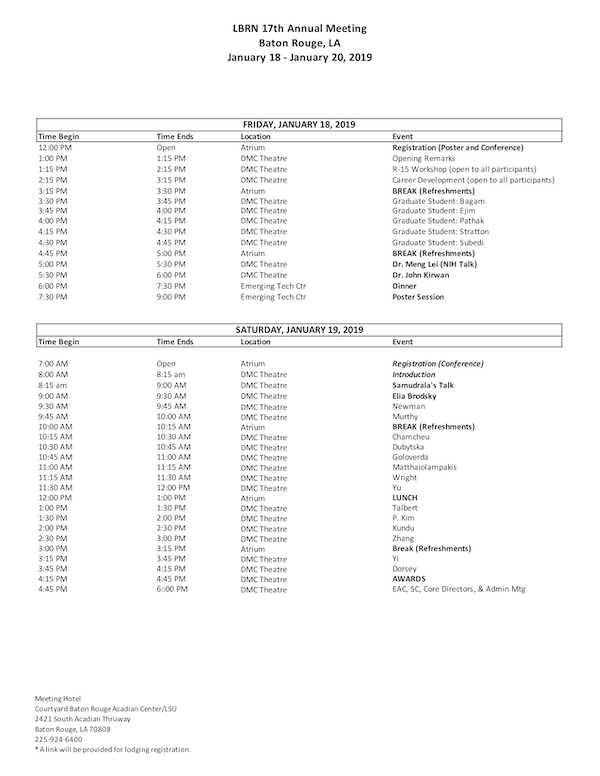 LBRN 17th Annual Meeting
Baton Rouge, LA
January 18 - January 20, 2019
FRIDAY, JANUARY 18, 2019
Time Begin Time Ends Location Event
12:00 PM Open Atrium Registration (Poster and Conference)
1:00 PM 1:15 PM DMC Theatre Opening Remarks
1:15 PM 2:15 PM DMC Theatre R-15 Workshop (open to all participants)
2:15 PM 3:15 PM DMC Theatre Career Development (open to all participants)
3:15 PM 3:30 PM Atrium BREAK (Refreshments)
3:30 PM 3:45 PM DMC Theatre Graduate Student: Bagam
3:45 PM 4:00 PM DMC Theatre Graduate Student: Ejim
4:00 PM 4:15 PM DMC Theatre Graduate Student: Pathak
4:15 PM 4:30 PM DMC Theatre Graduate Student: Stratton
4:30 PM 4:45 PM DMC Theatre Graduate Student: Subedi
4:45 PM 5:00 PM Atrium BREAK (Refreshments)
5:00 PM 5:30 PM DMC Theatre Dr. Meng Lei (NIH Talk)
5:30 PM 6:00 PM DMC Theatre Dr. John Kirwan
6:00 PM 7:30 PM Emerging Tech Ctr Dinner
7:30 PM 9:00 PM Emerging Tech Ctr Poster Session
SATURDAY, JANUARY 19, 2019
Time Begin Time Ends Location Event
7:00 AM Open Atrium Registration (Conference)
8:00 AM 8:15 am DMC Theatre Introduction
8:15 am 9:00 AM DMC Theatre Samudrala's Talk
9:00 AM 9:30 AM DMC Theatre Elia Brodsky
9:30 AM 9:45 AM DMC Theatre Newman
9:45 AM 10:00 AM DMC Theatre Murthy
10:00 AM 10:15 AM Atrium BREAK (Refreshments)
10:15 AM 10:30 AM DMC Theatre Chamcheu
10:30 AM 10:45 AM DMC Theatre Dubytska
10:45 AM 11:00 AM DMC Theatre Goloverda
11:00 AM 11:15 AM DMC Theatre Matthaiolampakis
11:15 AM 11:30 AM DMC Theatre Wright
11:30 AM 12:00 PM DMC Theatre Yu
12:00 PM 1:00 PM Atrium LUNCH
1:00 PM 1:30 PM DMC Theatre Talbert
1:30 PM 2:00 PM DMC Theatre P. Kim
2:00 PM 2:30 PM DMC Theatre Kundu
2:30 PM 3:00 PM DMC Theatre Zhang
3:00 PM 3:15 PM Atrium Break (Refreshments)
3:15 PM 3:45 PM DMC Theatre Yi
3:45 PM 4:15 PM DMC Theatre Dorsey
4:15 PM 4:45 PM DMC Theatre AWARDS
4:45 PM 6::00 PM DMC Theatre EAC, SC, Core Directors, & Admin Mtg
Meeting Hotel
Courtyard Baton Rouge Acadian Center/LSU
2421 South Acadian Thruway
Baton Rouge, LA 70808
225-924-6400
* A link will be provided for lodging registration.